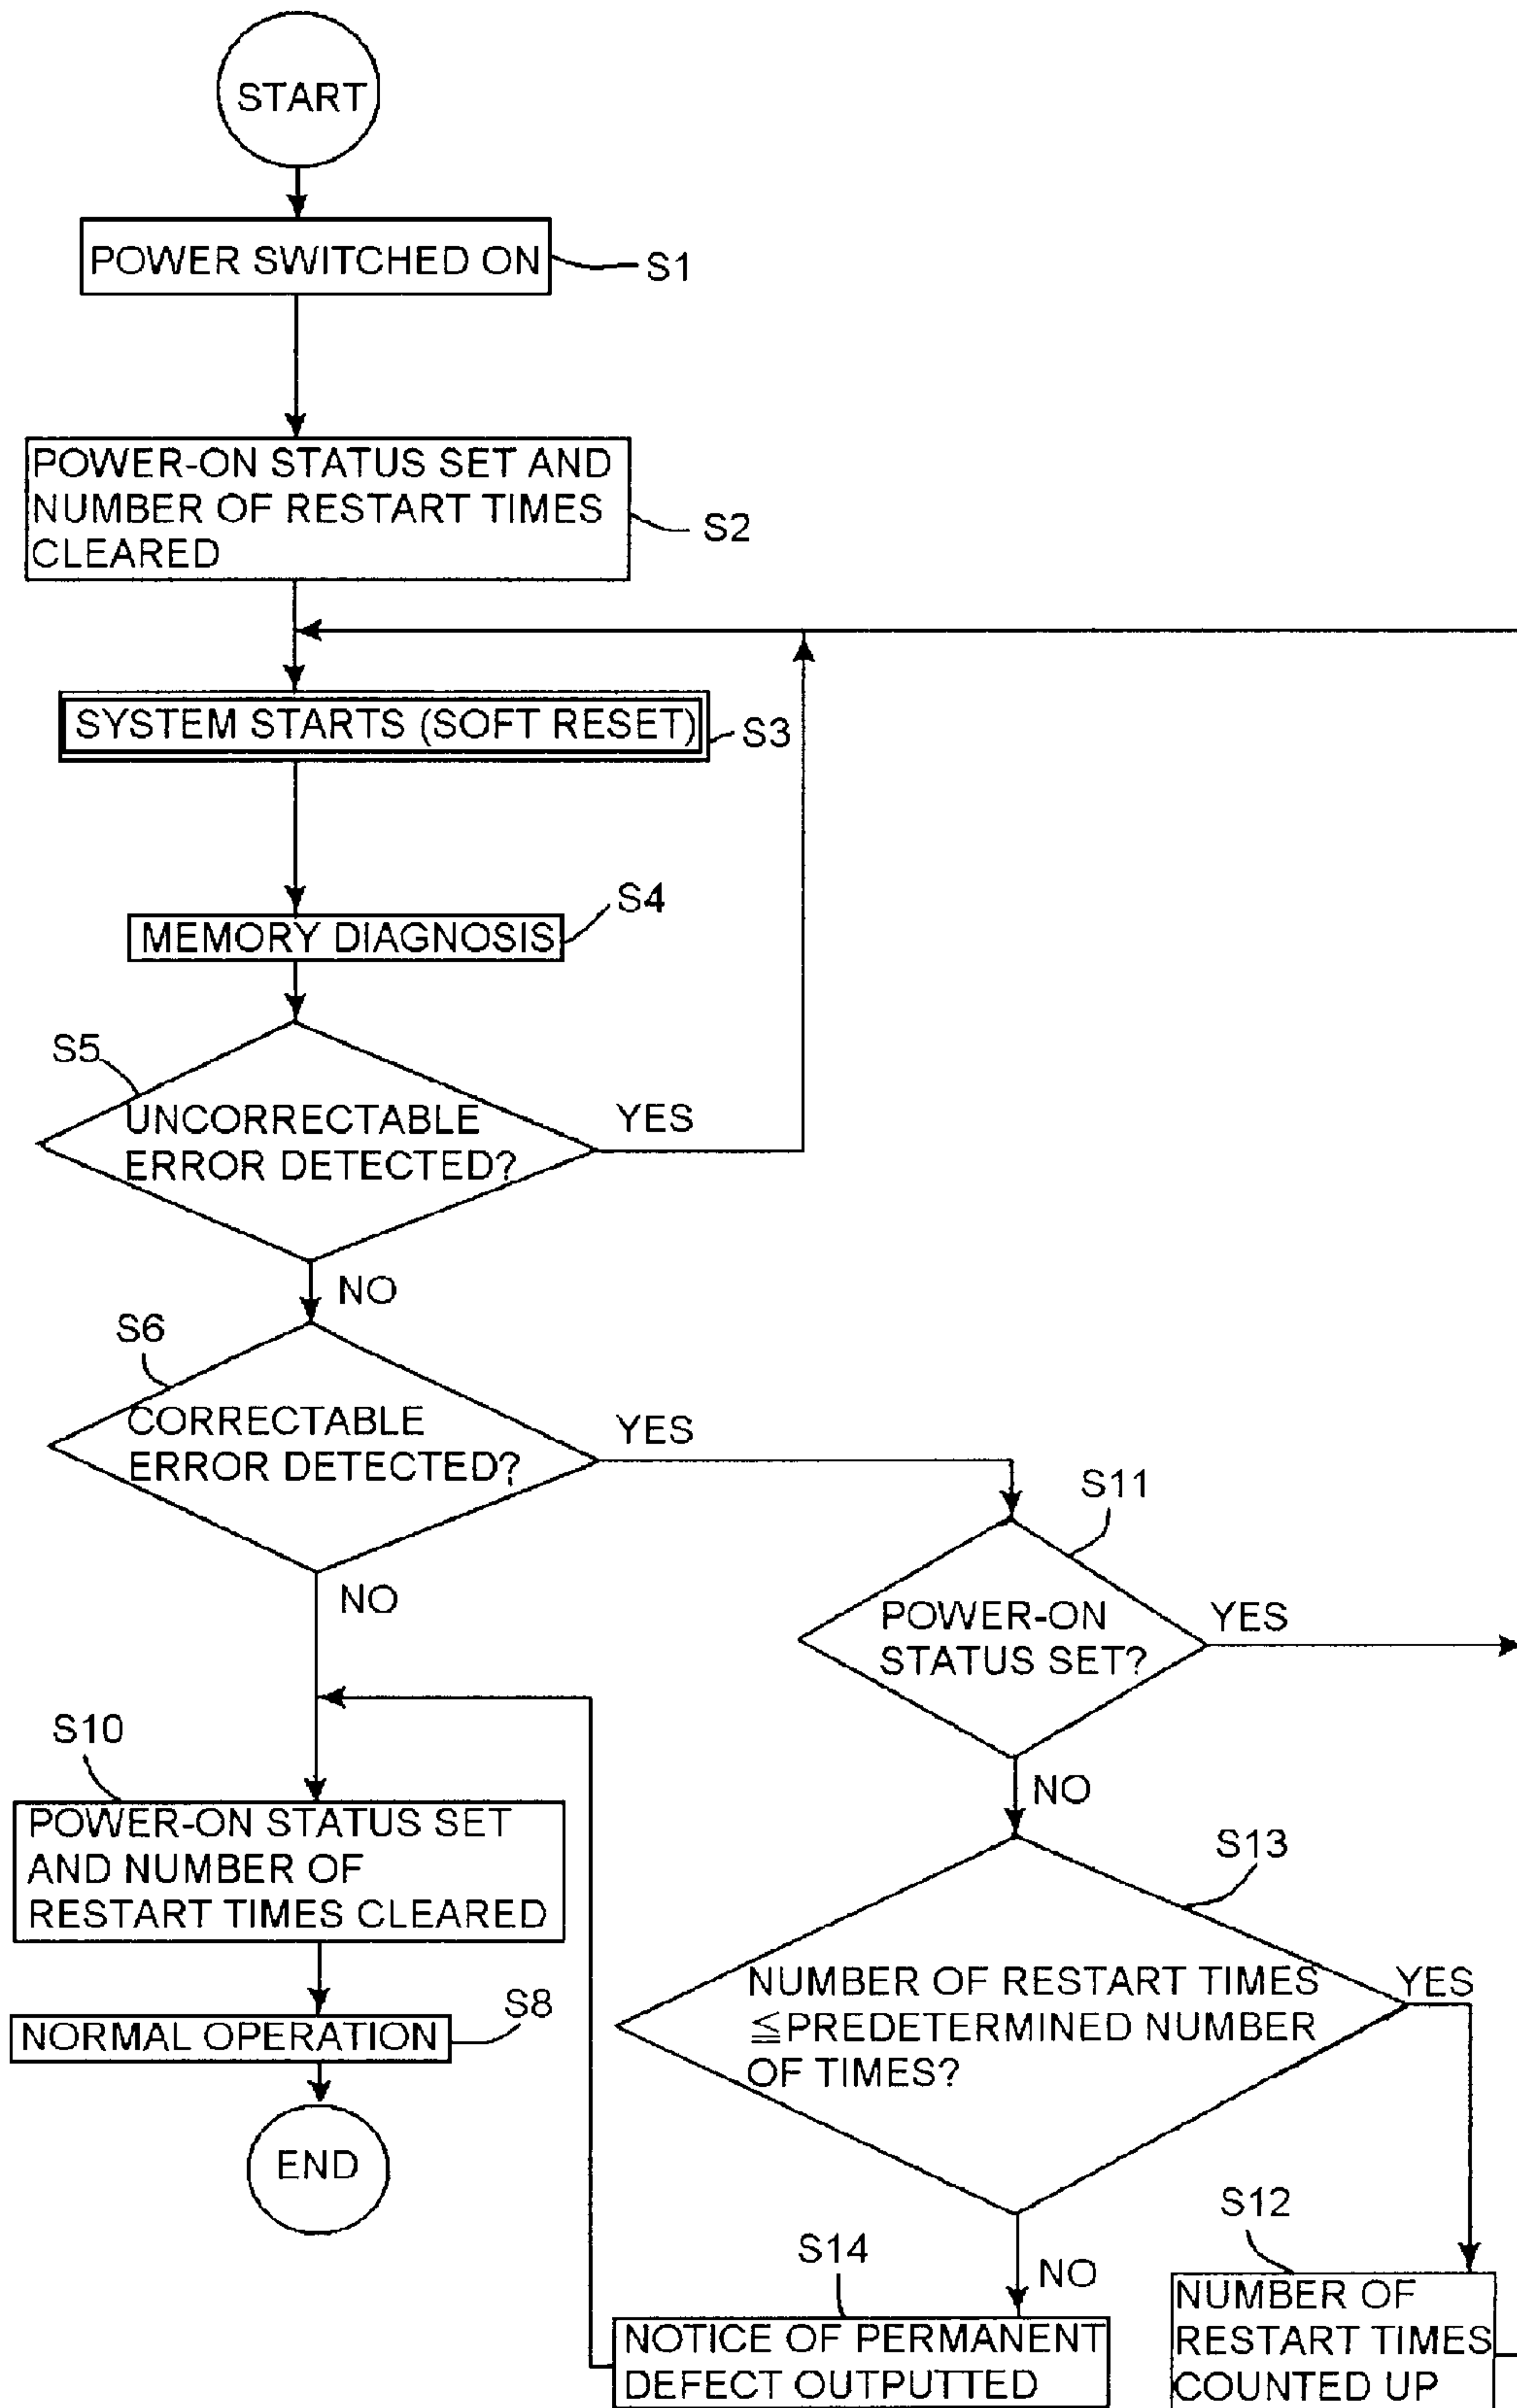 START
POWER SWITCHED ON
S1
POWER-ON STATUS SET AND
NUMBER OF RESTART TIMES
CLEARED
S2
SYSTEM STARTS (SOFT RESET)
S3
S4
MEMORY DIAGNOSIS
S5
UNCORRECTABLE
ERROR DETECTED?
YES
NO
S6
CORRECTABLE
ERROR DETECTED?
YES
NO
S11
POWER-ON
STATUS SET?
YES
NO
S10
POWER-ON STATUS SET
AND NUMBER OF
RESTART TIMES CLEARED
S13
NUMBER OF RESTART TIMES
≦PREDETERMINED NUMBER
OF TIMES?
YES
NO
S8
NORMAL OPERATION
END
S14
NOTICE OF PERMANENT
DEFECT OUTPUTTED
S12
NUMBER OF
RESTART TIMES
COUNTED UP